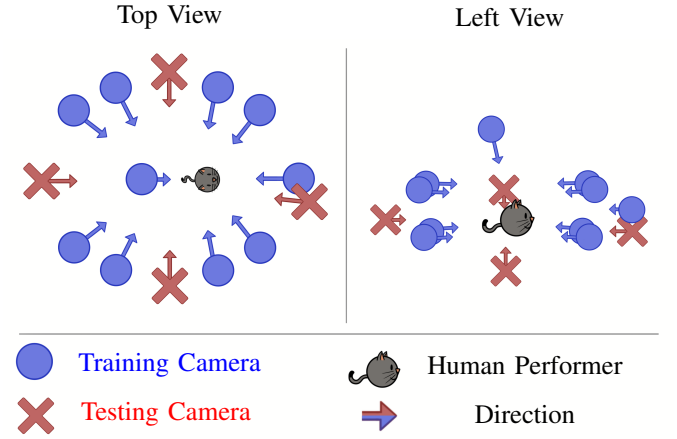 Top View
Left View
Training Camera
Human Performer
Testing Camera
Direction